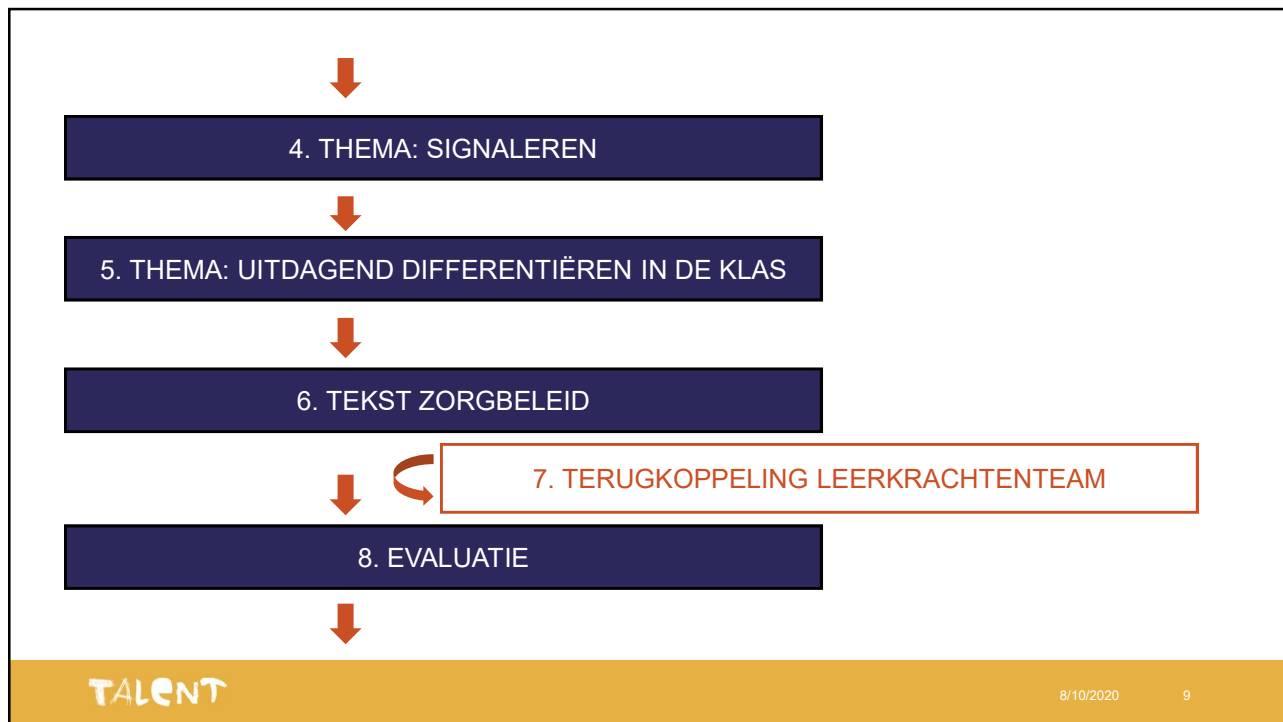 4. THEMA: SIGNALEREN
5. THEMA: UITDAGEND DIFFERENTIËREN IN DE KLAS
6. TEKST ZORGBELEID
7. TERUGKOPPELING LEERKRACHTENTEAM
8. EVALUATIE
TALENT
8/10/2020
9